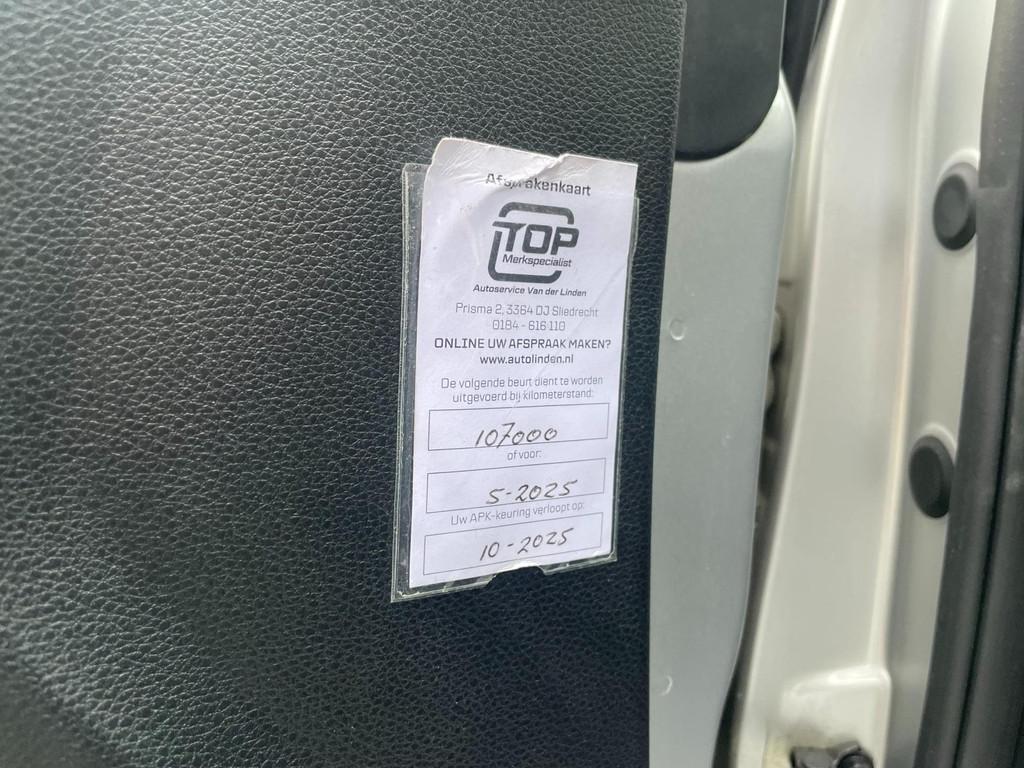 Afsprakenkaart
TOP
Merkspecialist
Autoservice Van der Linden
Prisma 2, 3364 DJ Sliedrecht
0184 - 616 110
ONLINE UW AFSPRAAK MAKEN?
www.autolinden.nl
De volgende beurt dient te worden
uitgevoerd bij kilometerstand:
107000
of voor:
5-2025
Uw APK-keuring verloopt op:
10-2025